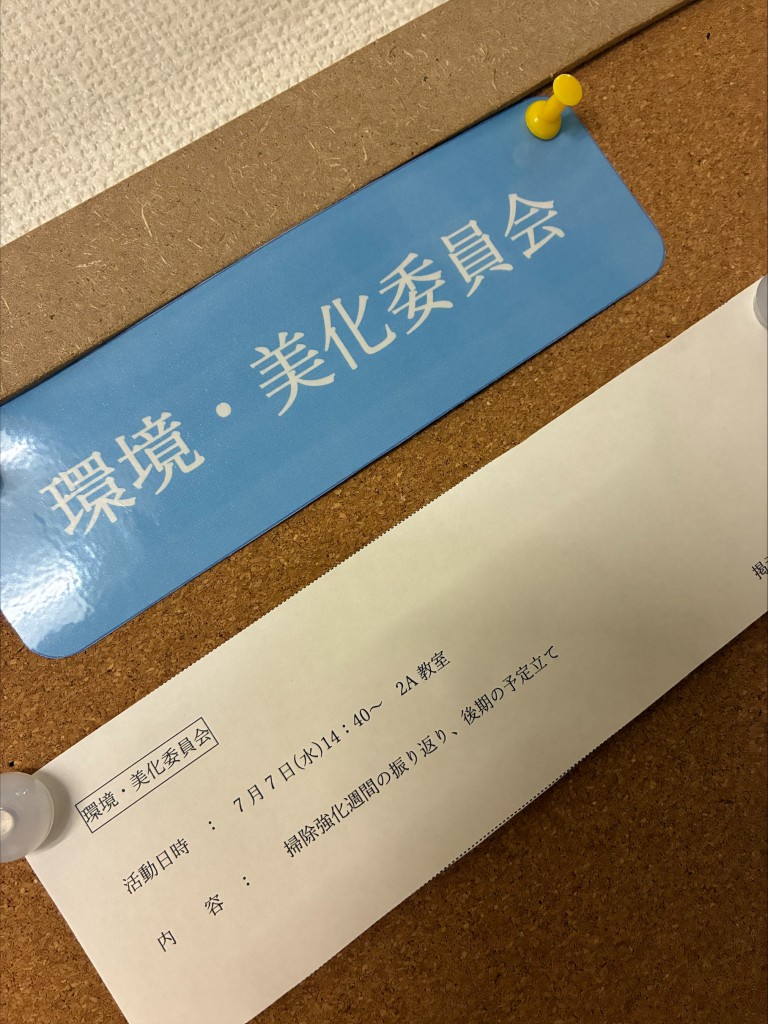 環境・美化委員会
環境・美化委員会
活動日時 : 7月7日(水)14:40~ 2A教室
内 容 : 掃除強化週間の振り返り、後期の予定立て